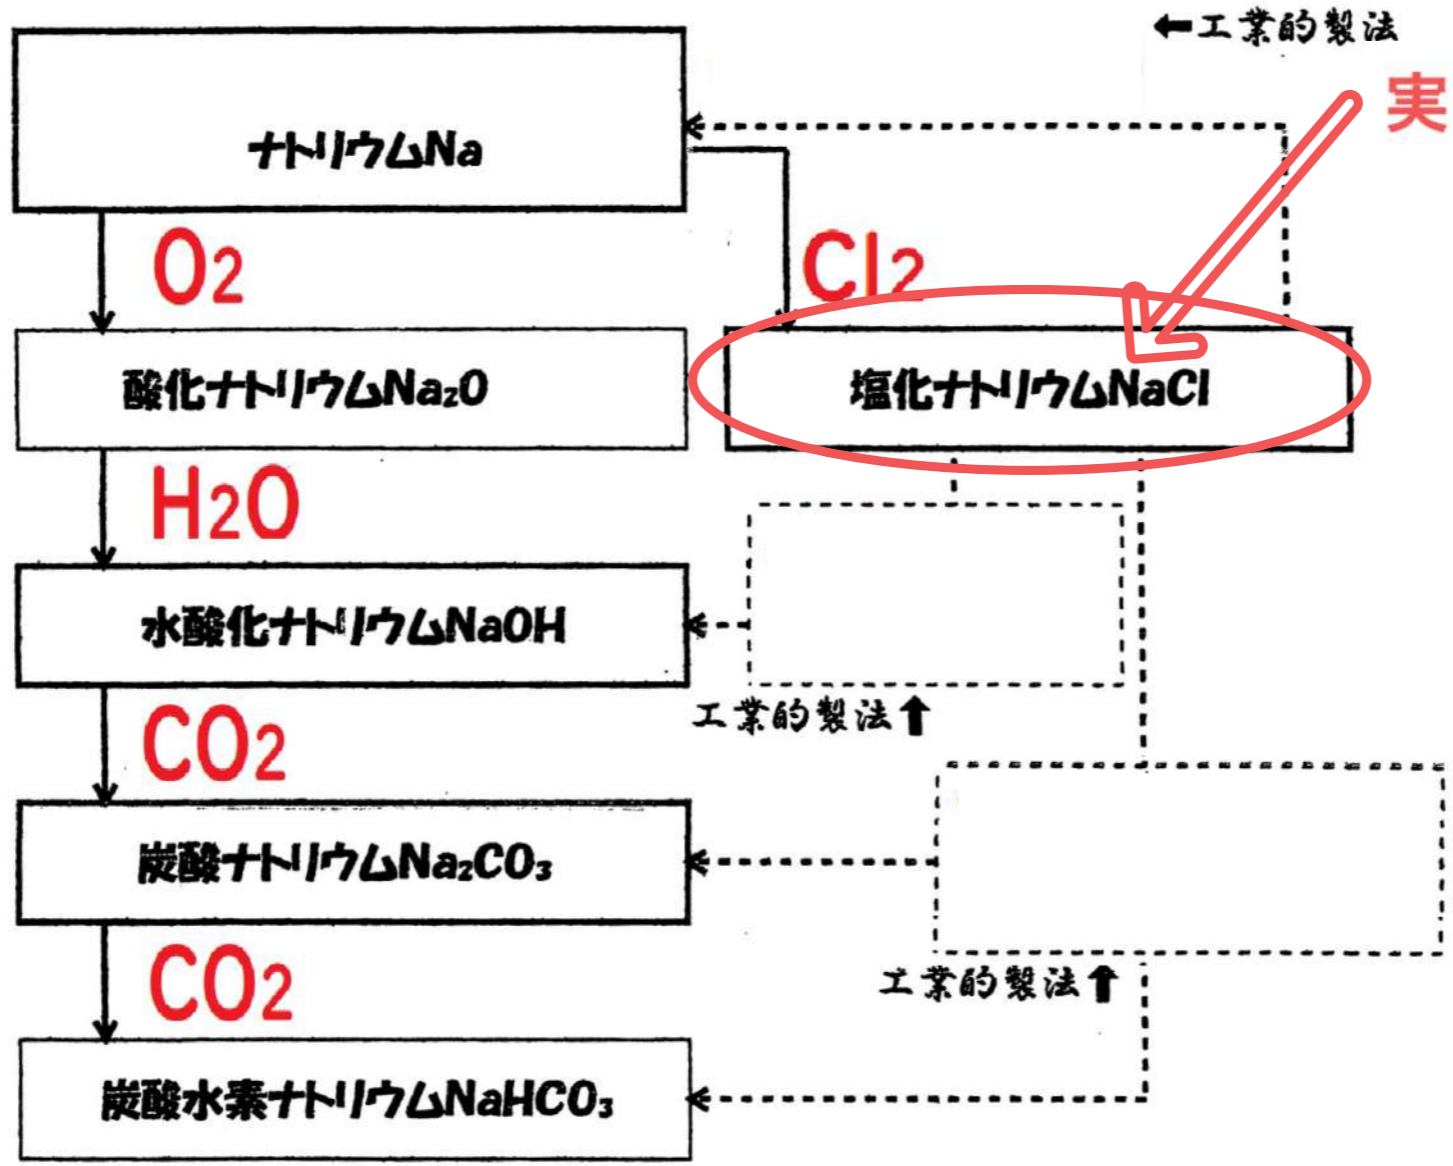 ←工業的製法
実
ナトリウムNa
O2
Cl2
酸化ナトリウムNa₂O
塩化ナトリウムNaCl
H2O
水酸化ナトリウムNaOH
工業的製法↑
CO2
炭酸ナトリウムNa₂CO₃
工業的製法↑
CO2
炭酸水素ナトリウムNaHCO₃